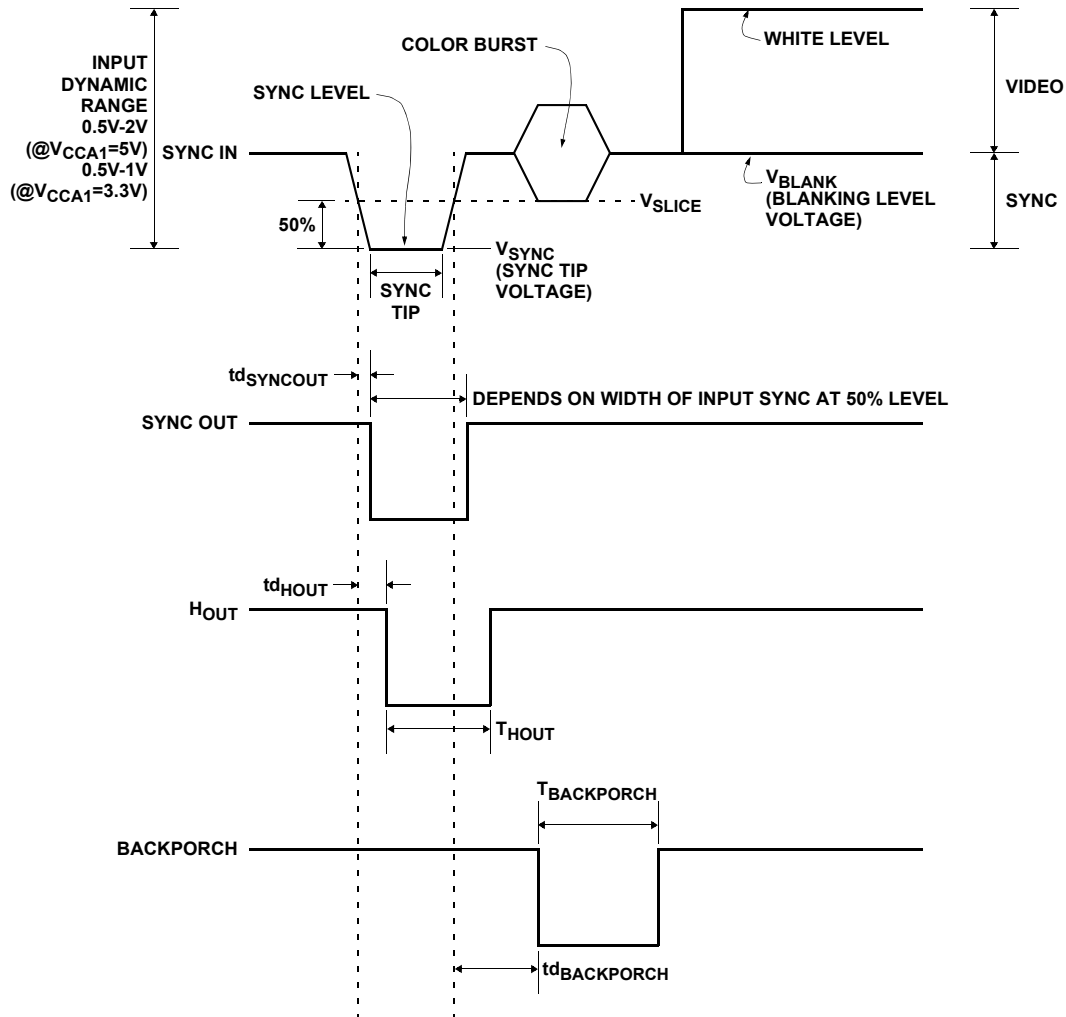 INPUT
DYNAMIC
RANGE
0.5V-2V
(@VCCA1=5V)
0.5V-1V
(@VCCA1=3.3V)
SYNC IN
SYNC LEVEL
COLOR BURST
WHITE LEVEL
VIDEO
VBLANK
(BLANKING LEVEL
VOLTAGE)
SYNC
VSLICE
50%
VSYNC
(SYNC TIP
VOLTAGE)
SYNC
TIP
tdSYNCOUT
DEPENDS ON WIDTH OF INPUT SYNC AT 50% LEVEL
SYNC OUT
tdHOUT
HOUT
THOUT
TBACKPORCH
BACKPORCH
tdBACKPORCH